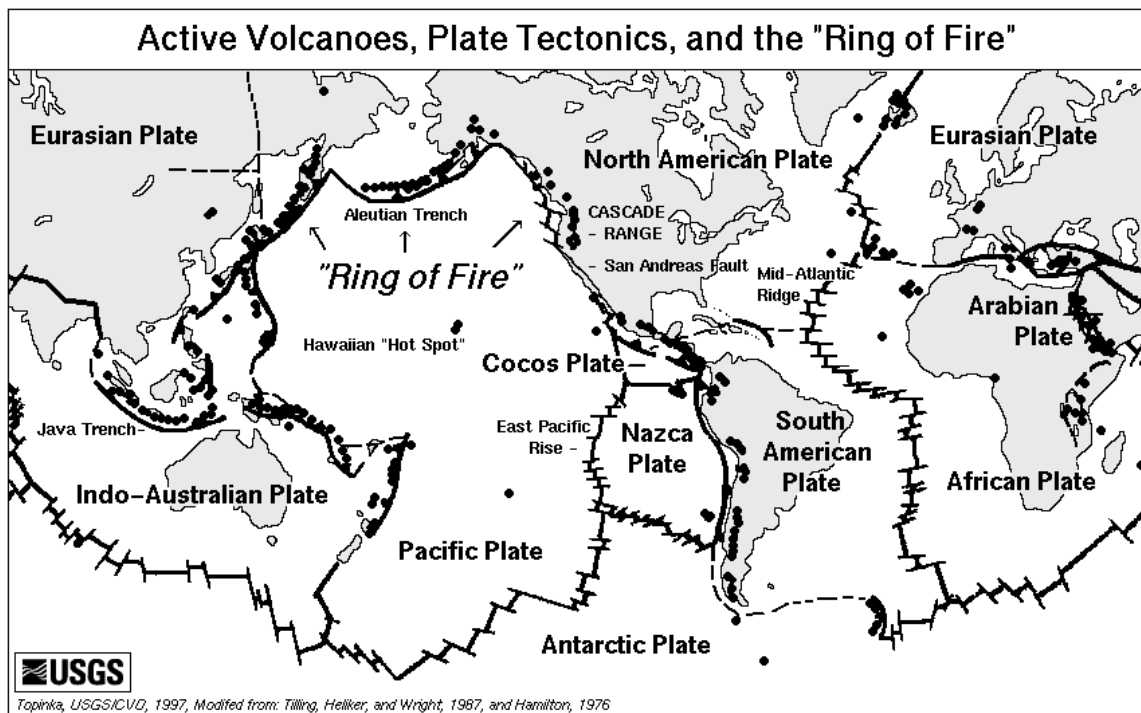 Active Volcanoes, Plate Tectonics, and the "Ring of Fire"
Eurasian Plate
North American Plate
Eurasian Plate
Aleutian Trench
CASCADE
- RANGE
"Ring of Fire"
- San Andreas Fault
Mid-Atlantic
Ridge
Arabian
Plate
Hawaiian "Hot Spot"
Cocos Plate-
Java Trench-
East Pacific
Rise -
Nazca
Plate
South
American
Plate
Indo-Australian Plate
African Plate
Pacific Plate
Antarctic Plate
USGS
Topinka, USGS/CVO, 1997, Modifed from: Tilling, Heliker, and Wright, 1987, and Hamilton, 1976